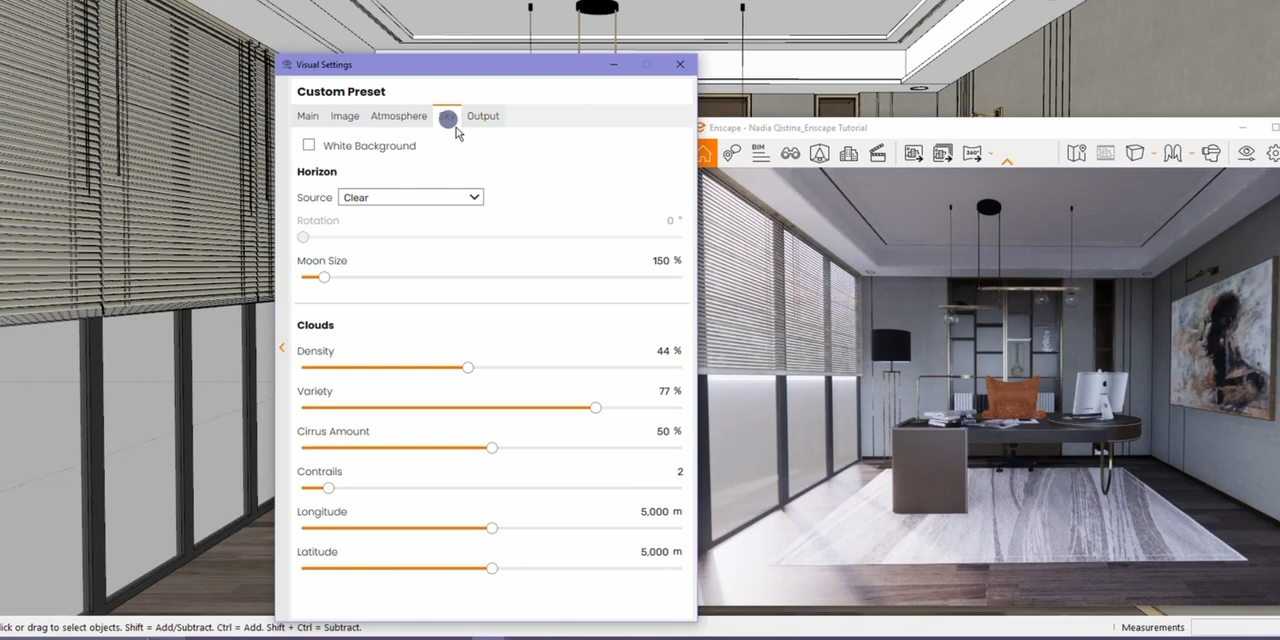 Visual Settings
Custom Preset
Main Image Atmosphere Sky Output
White Background
Horizon
Source Clear
Rotation 0 °
Moon Size 150 %
Clouds
Density 44 %
Variety 77 %
Cirrus Amount 50 %
Contrails 2
Longitude 5,000 m
Latitude 5,000 m
Enscape - Nadia Qistina_Enscape Tutorial
BIM
360°
lick or drag to select objects. Shift = Add/Subtract. Ctrl = Add. Shift + Ctrl = Subtract.
Measurements